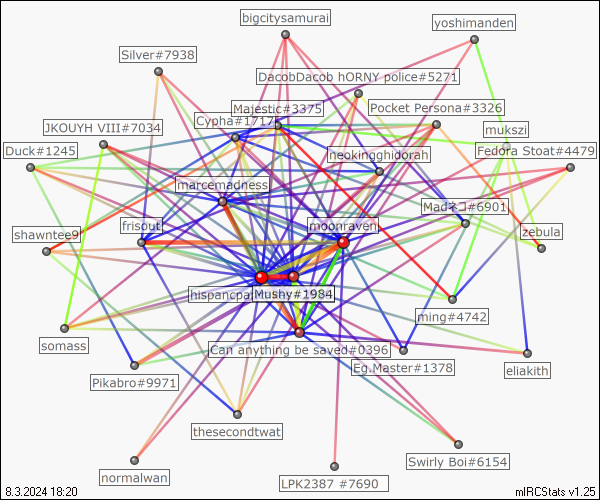 bigcitysamurai
yoshimanden
Silver#7938
DacobDacob hORNY police#5271
Majestic#3375
Pocket Persona#3326
Cypha#1717
JKOUYH VIII#7034
mukszi
Duck#1245
neokingghidorah
Fedora Stoat#4479
marcemadness
Madネコ#6901
shawntee9
frisout
moonraven
zebula
hispancpa
Mushy#1984
ming#4742
somass
Can anything be saved#0396
Eg.Master#1378
eliakith
Pikabro#9971
thesecondtwat
Swirly Boi#6154
normalwan
LPK2387 #7690
8.3.2024 18:20
mIRCStats v1.25